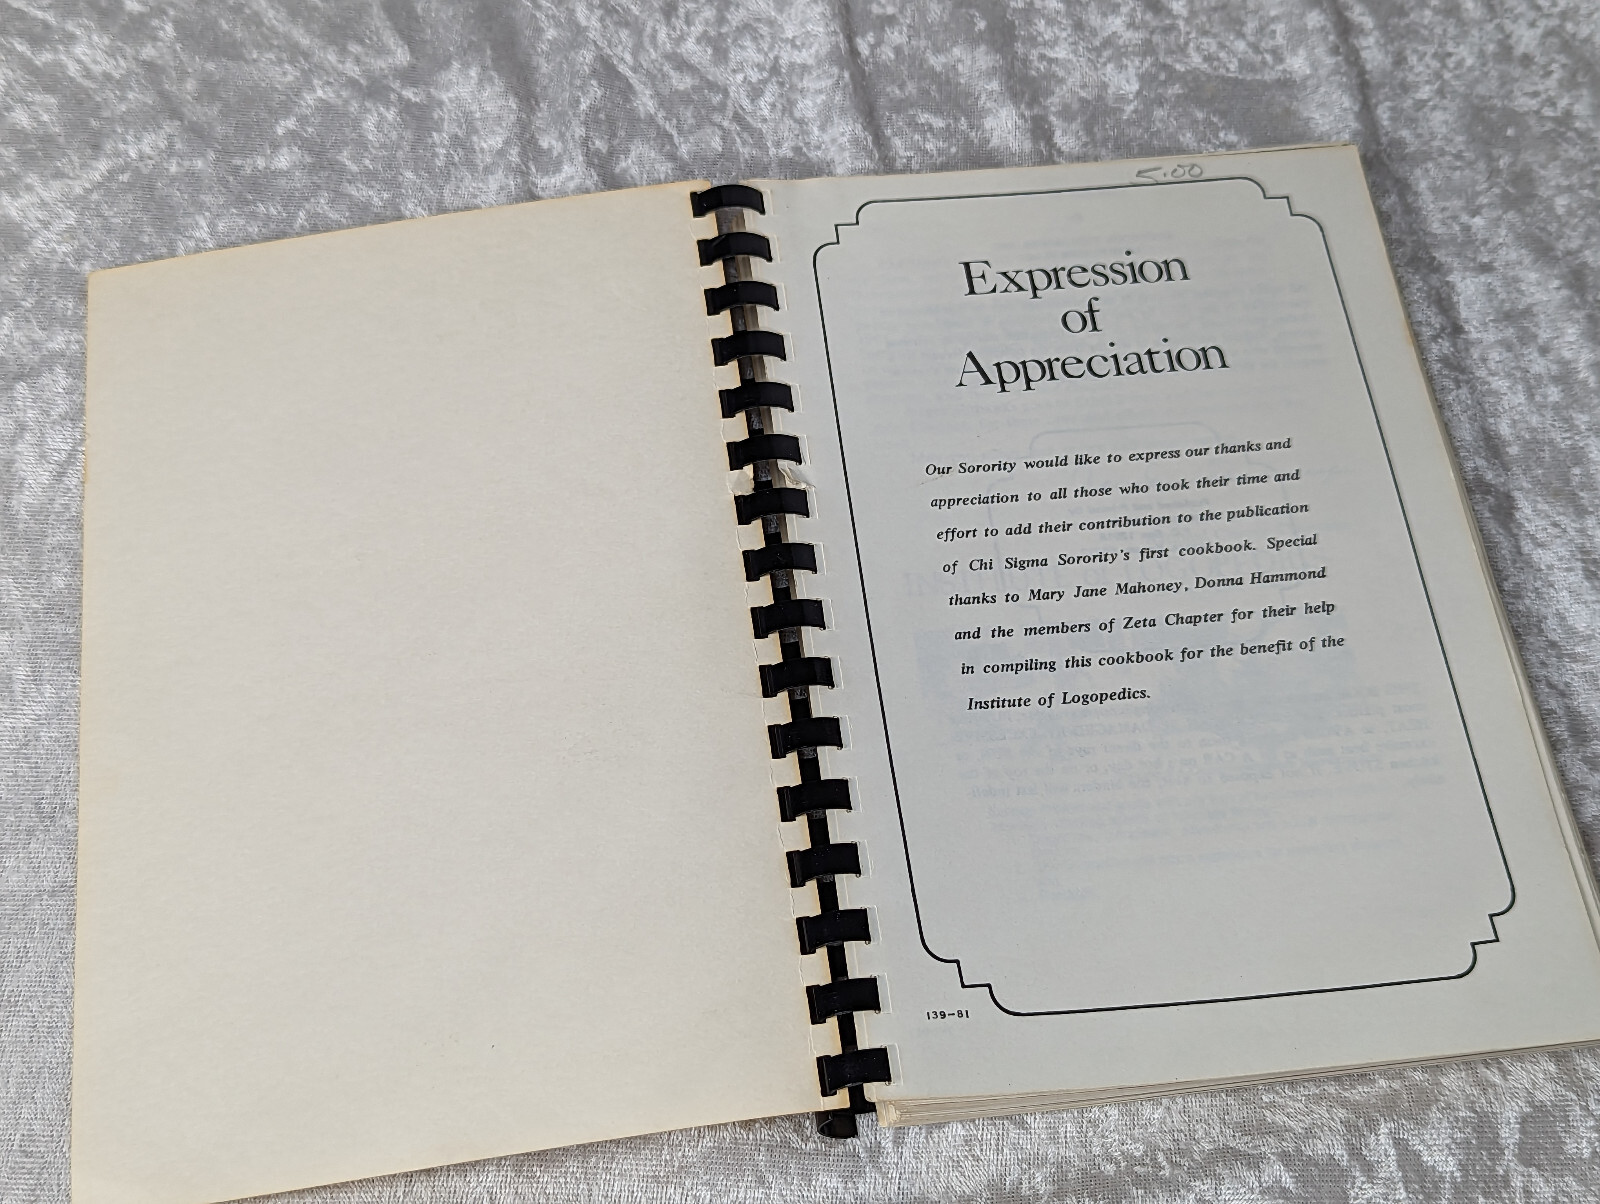 5.00
Expression
of
Appreciation
Our Sorority would like to express our thanks and
appreciation to all those who took their time and
effort to add their contribution to the publication
of Chi Sigma Sorority's first cookbook. Special
thanks to Mary Jane Mahoney, Donna Hammond
and the members of Zeta Chapter for their help
in compiling this cookbook for the benefit of the
Institute of Logopedics.
139-81